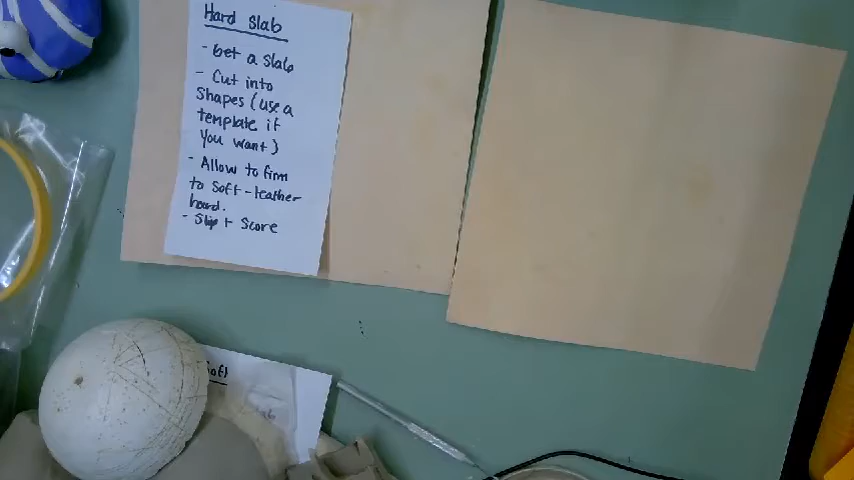 Hard slab
- Get a slab
- Cut into
shapes (use a
template if
you want)
- Allow to firm
to soft-leather
hard.
- Slip + Score